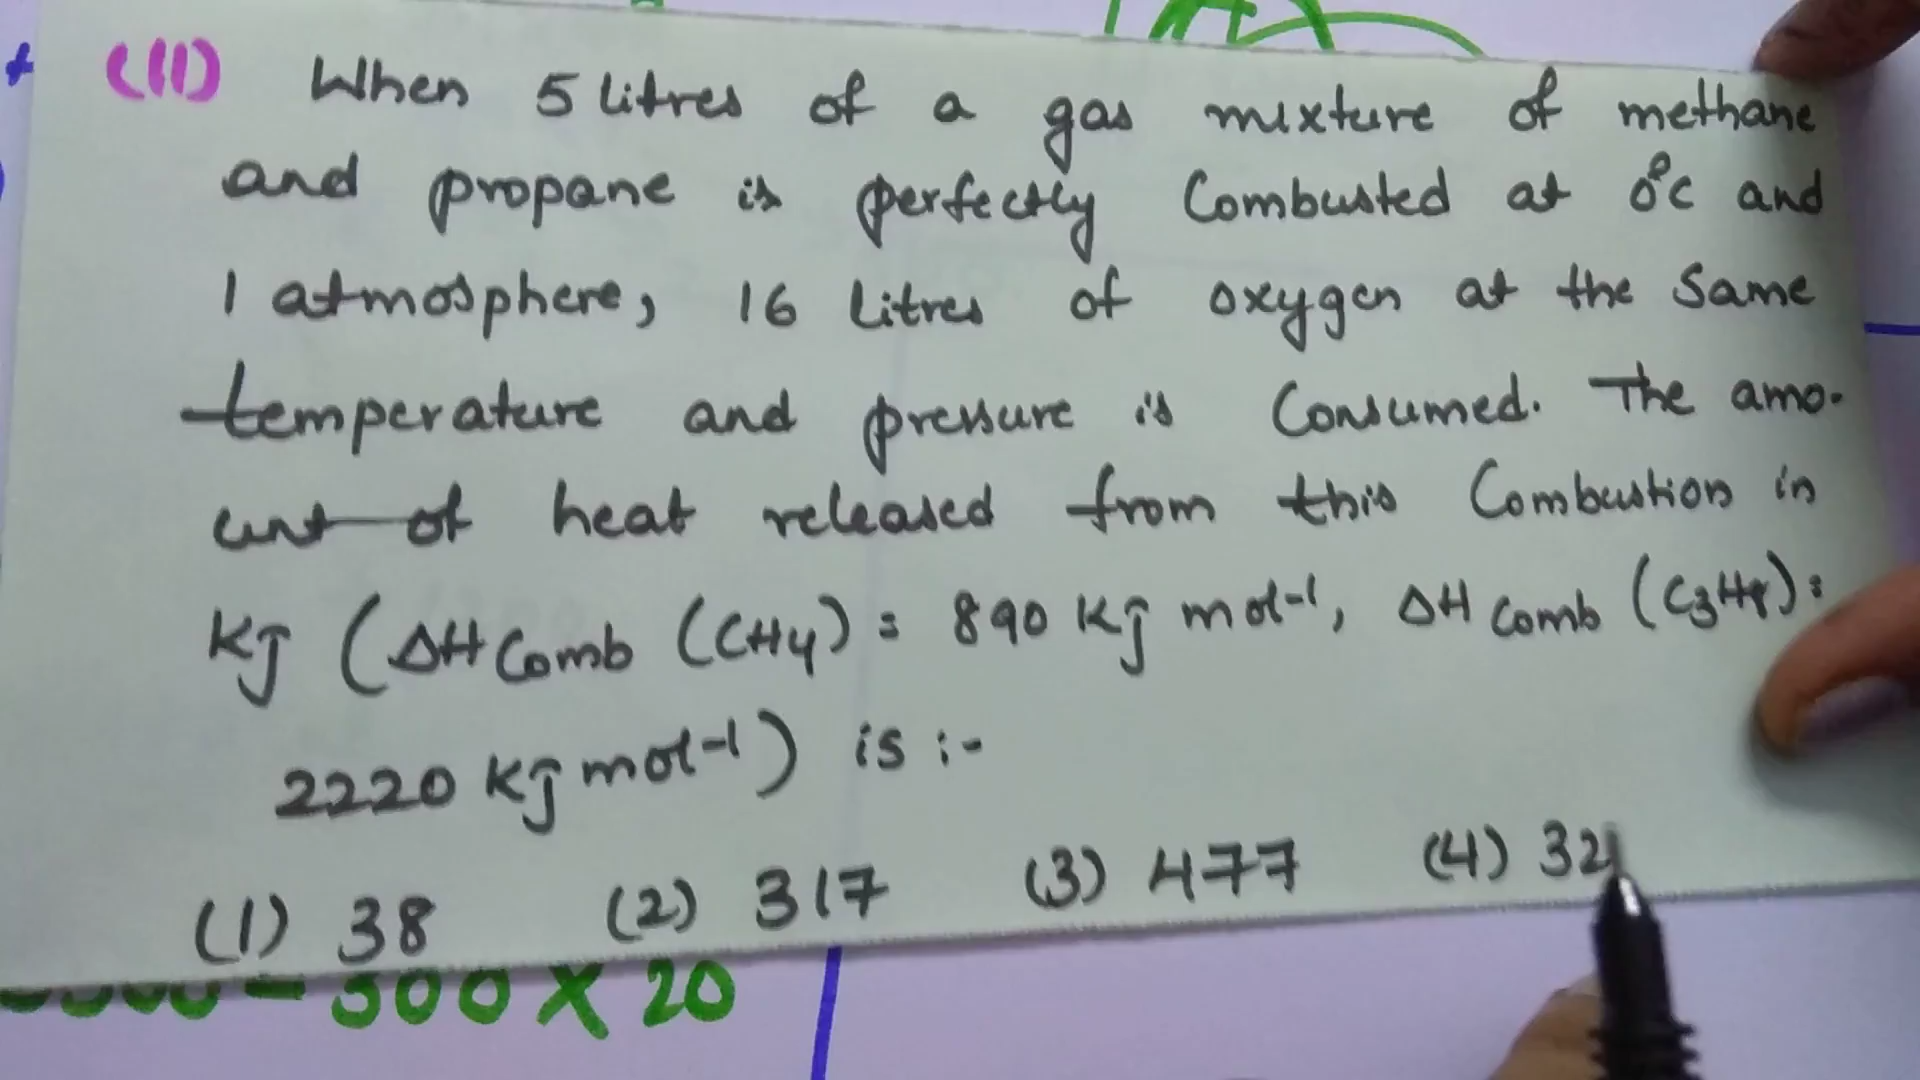 (11) When 5 litres of a gas mixture of methane
and propane is perfectly Combusted at 0°C and
1 atmosphere, 16 litres of oxygen at the same
temperature and pressure is Consumed. The amo-
unt of heat released from this Combustion in
KJ (ΔH Comb (CH4) = 890 KJ mol-1, ΔH Comb (C3H8) =
2220 KJ mol-1) is :-
(1) 38 (2) 317 (3) 477 (4) 32
- 500 X 20